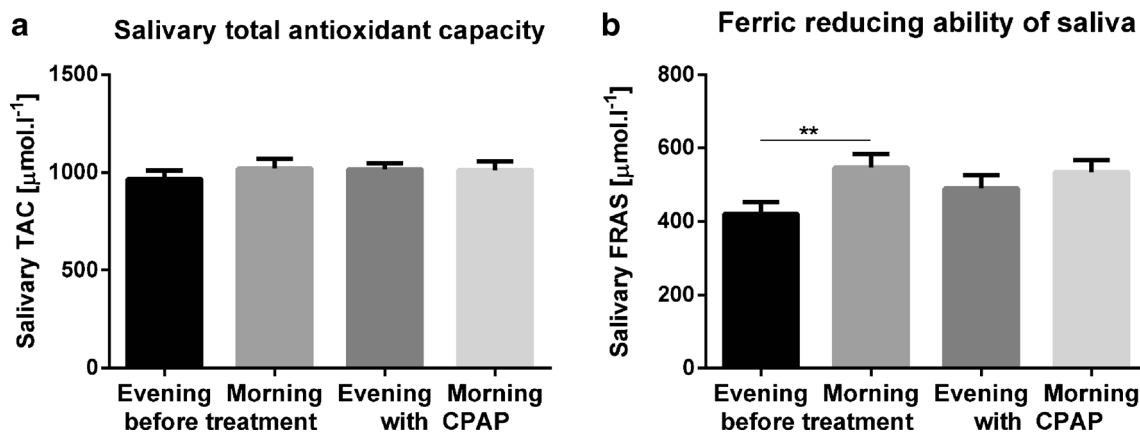 a Salivary total antioxidant capacity
Salivary TAC [μmol.l⁻¹]
1500
1000
500
0
Evening Morning Evening Morning
before treatment with CPAP
b Ferric reducing ability of saliva
Salivary FRAS [μmol.l⁻¹]
800
600
400
200
0
**
Evening Morning Evening Morning
before treatment with CPAP